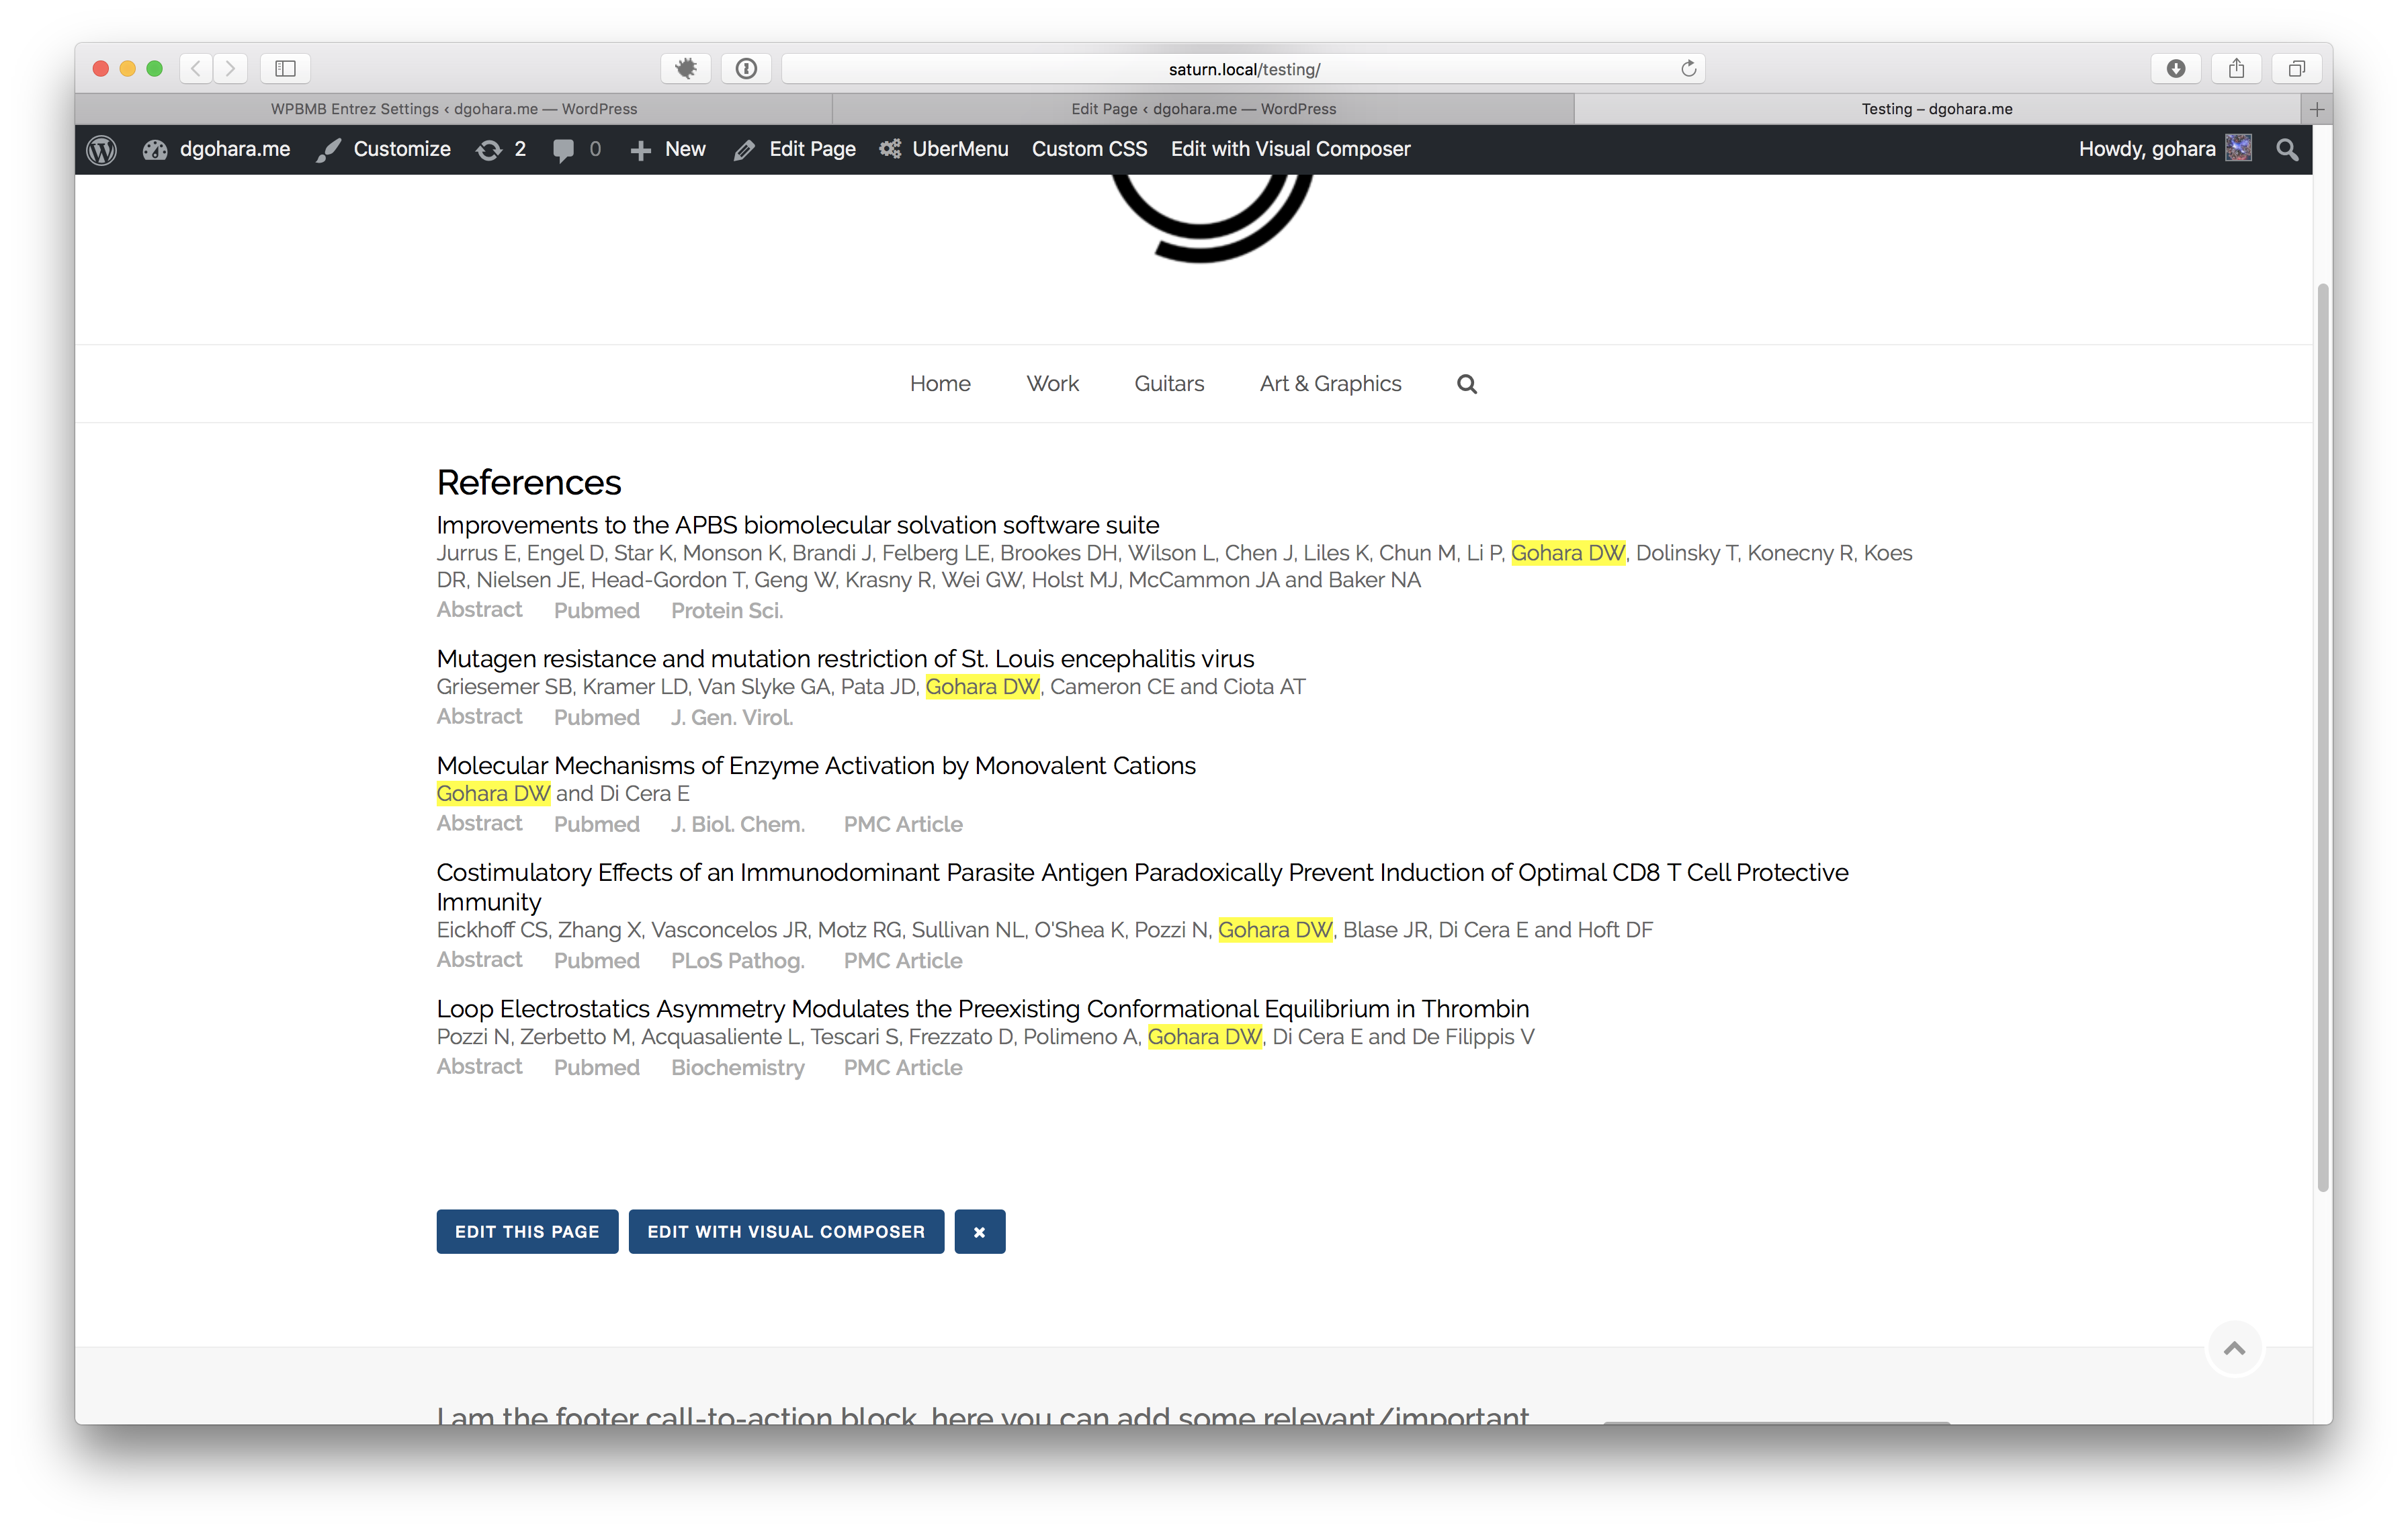 saturn.local/testing/
WPBMB Entrez Settings ‹ dgohara.me — WordPress
Edit Page ‹ dgohara.me — WordPress
Testing – dgohara.me
dgohara.me Customize 2 0 New Edit Page UberMenu Custom CSS Edit with Visual Composer Howdy, gohara
Home Work Guitars Art & Graphics
References
Improvements to the APBS biomolecular solvation software suite
Jurrus E, Engel D, Star K, Monson K, Brandi J, Felberg LE, Brookes DH, Wilson L, Chen J, Liles K, Chun M, Li P, Gohara DW, Dolinsky T, Konecny R, Koes
DR, Nielsen JE, Head-Gordon T, Geng W, Krasny R, Wei GW, Holst MJ, McCammon JA and Baker NA
Abstract Pubmed Protein Sci.
Mutagen resistance and mutation restriction of St. Louis encephalitis virus
Griesemer SB, Kramer LD, Van Slyke GA, Pata JD, Gohara DW, Cameron CE and Ciota AT
Abstract Pubmed J. Gen. Virol.
Molecular Mechanisms of Enzyme Activation by Monovalent Cations
Gohara DW and Di Cera E
Abstract Pubmed J. Biol. Chem. PMC Article
Costimulatory Effects of an Immunodominant Parasite Antigen Paradoxically Prevent Induction of Optimal CD8 T Cell Protective
Immunity
Eickhoff CS, Zhang X, Vasconcelos JR, Motz RG, Sullivan NL, O'Shea K, Pozzi N, Gohara DW, Blase JR, Di Cera E and Hoft DF
Abstract Pubmed PLoS Pathog. PMC Article
Loop Electrostatics Asymmetry Modulates the Preexisting Conformational Equilibrium in Thrombin
Pozzi N, Zerbetto M, Acquasaliente L, Tescari S, Frezzato D, Polimeno A, Gohara DW, Di Cera E and De Filippis V
Abstract Pubmed Biochemistry PMC Article
EDIT THIS PAGE EDIT WITH VISUAL COMPOSER
I am the footer call-to-action block, here you can add some relevant/important